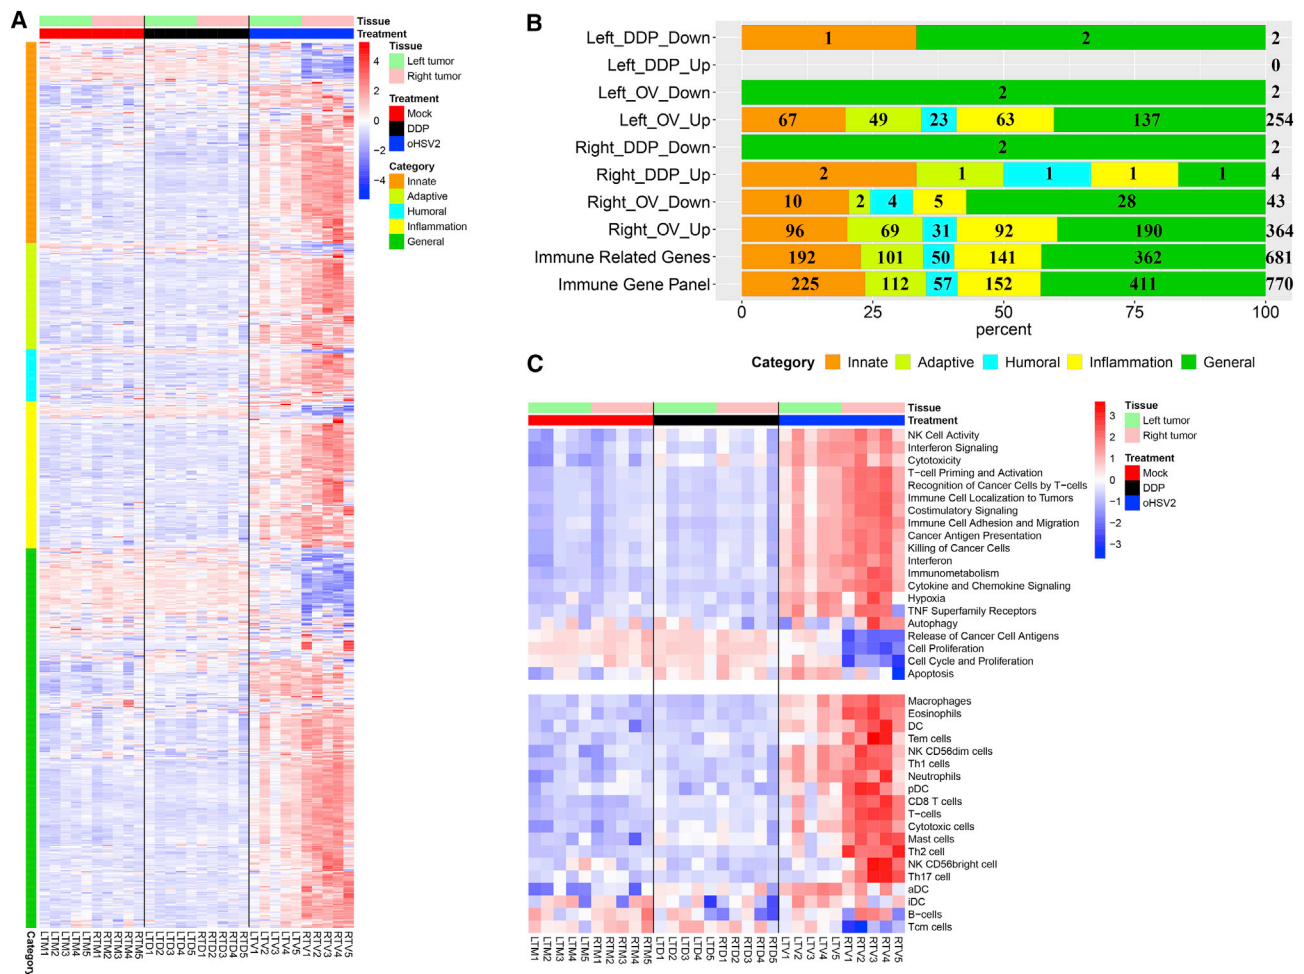 A
Tissue
Treatment
4
2
0
−2
−4
Tissue
Left tumor
Right tumor
Treatment
Mock
DDP
oHSV2
Category
Innate
Adaptive
Humoral
Inflammation
General
Category
LTM1
LTM2
LTM3
LTM4
LTM5
RTM1
RTM2
RTM3
RTM4
RTM5
LTD1
LTD2
LTD3
LTD4
LTD5
RTD1
RTD2
RTD3
RTD4
RTD5
LTV1
LTV2
LTV3
LTV4
LTV5
RTV1
RTV2
RTV3
RTV4
RTV5
B
Left_DDP_Down 1 2 2
Left_DDP_Up 0
Left_OV_Down 2 2
Left_OV_Up 67 49 23 63 137 254
Right_DDP_Down 2 2
Right_DDP_Up 2 1 1 1 1 4
Right_OV_Down 10 2 4 5 28 43
Right_OV_Up 96 69 31 92 190 364
Immune Related Genes 192 101 50 141 362 681
Immune Gene Panel 225 112 57 152 411 770
0 25 50 75 100
percent
Category Innate Adaptive Humoral Inflammation General
C
Tissue
Treatment
NK Cell Activity
Interferon Signaling
Cytotoxicity
T−cell Priming and Activation
Recognition of Cancer Cells by T−cells
Immune Cell Localization to Tumors
Costimulatory Signaling
Immune Cell Adhesion and Migration
Cancer Antigen Presentation
Killing of Cancer Cells
Interferon
Immunometabolism
Cytokine and Chemokine Signaling
Hypoxia
TNF Superfamily Receptors
Autophagy
Release of Cancer Cell Antigens
Cell Proliferation
Cell Cycle and Proliferation
Apoptosis
Macrophages
Eosinophils
DC
Tem cells
NK CD56dim cells
Th1 cells
Neutrophils
pDC
CD8 T cells
T−cells
Cytotoxic cells
Mast cells
Th2 cell
NK CD56bright cell
Th17 cell
aDC
iDC
B−cells
Tcm cells
LTM1
LTM2
LTM3
LTM4
LTM5
RTM1
RTM2
RTM3
RTM4
RTM5
LTD1
LTD2
LTD3
LTD4
LTD5
RTD1
RTD2
RTD3
RTD4
RTD5
LTV1
LTV2
LTV3
LTV4
LTV5
RTV1
RTV2
RTV3
RTV4
RTV5
3
2
1
0
−1
−2
−3
Tissue
Left tumor
Right tumor
Treatment
Mock
DDP
oHSV2